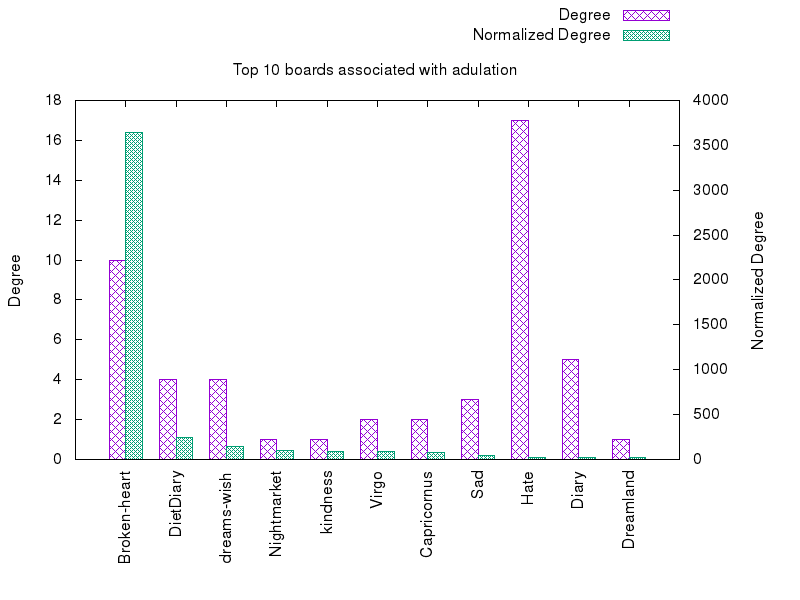 Degree
Normalized Degree
Top 10 boards associated with adulation
18
16
14
12
10
8
6
4
2
0
4000
3500
3000
2500
2000
1500
1000
500
0
Degree
Normalized Degree
Broken-heart
DietDiary
dreams-wish
Nightmarket
kindness
Virgo
Capricornus
Sad
Hate
Diary
Dreamland